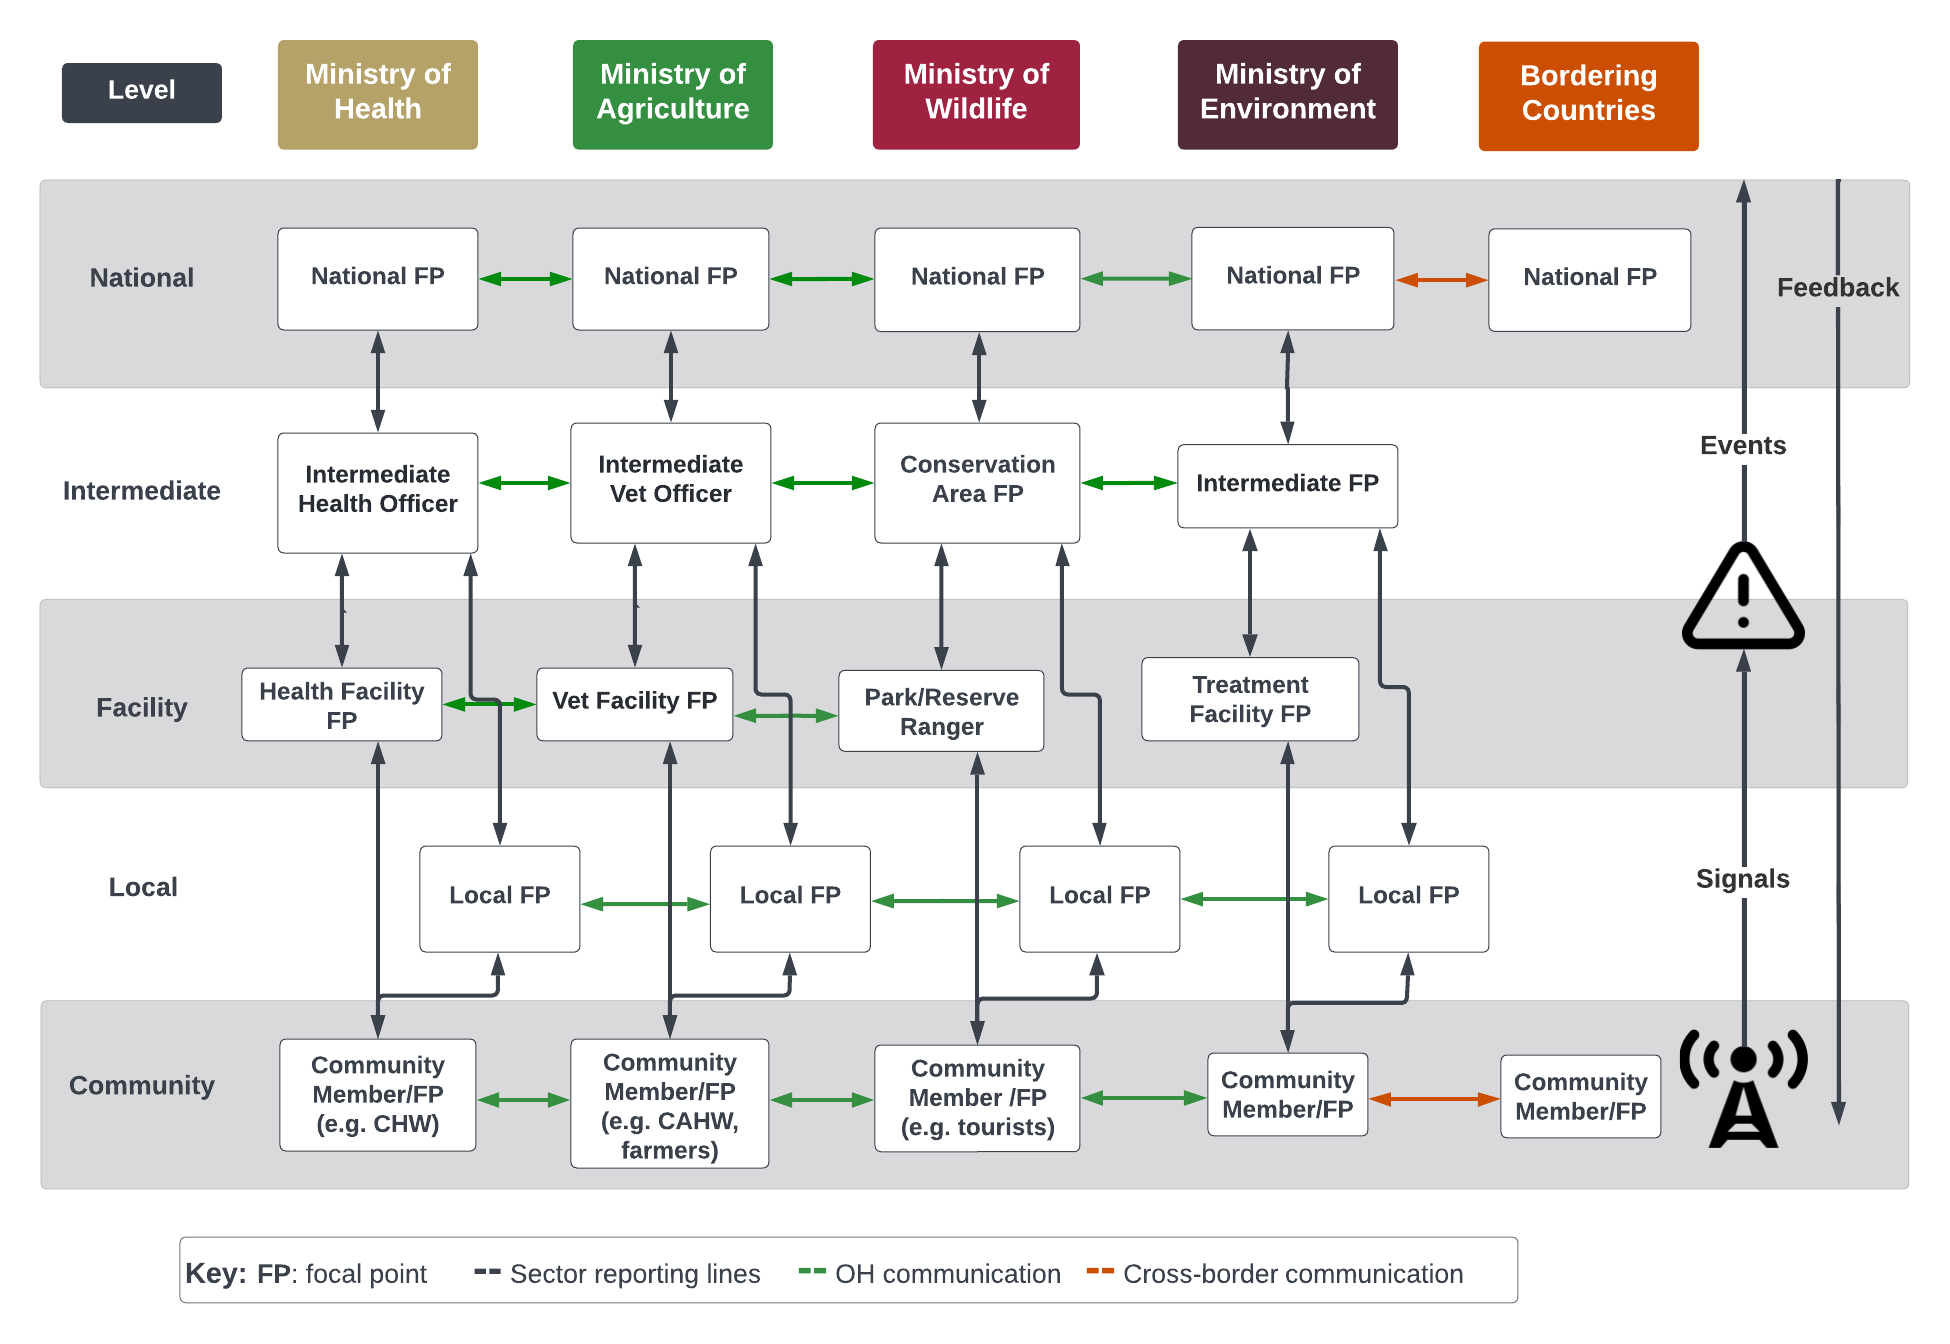 Level
Ministry of
Health
Ministry of
Agriculture
Ministry of
Wildlife
Ministry of
Environment
Bordering
Countries
National
National FP
National FP
National FP
National FP
National FP
Feedback
Events
Intermediate
Intermediate
Health Officer
Intermediate
Vet Officer
Conservation
Area FP
Intermediate FP
Facility
Health Facility
FP
Vet Facility FP
Park/Reserve
Ranger
Treatment
Facility FP
Local
Local FP
Local FP
Local FP
Local FP
Signals
Community
Community
Member/FP
(e.g. CHW)
Community
Member/FP
(e.g. CAHW,
farmers)
Community
Member /FP
(e.g. tourists)
Community
Member/FP
Community
Member/FP
Key: FP: focal point -- Sector reporting lines -- OH communication -- Cross-border communication